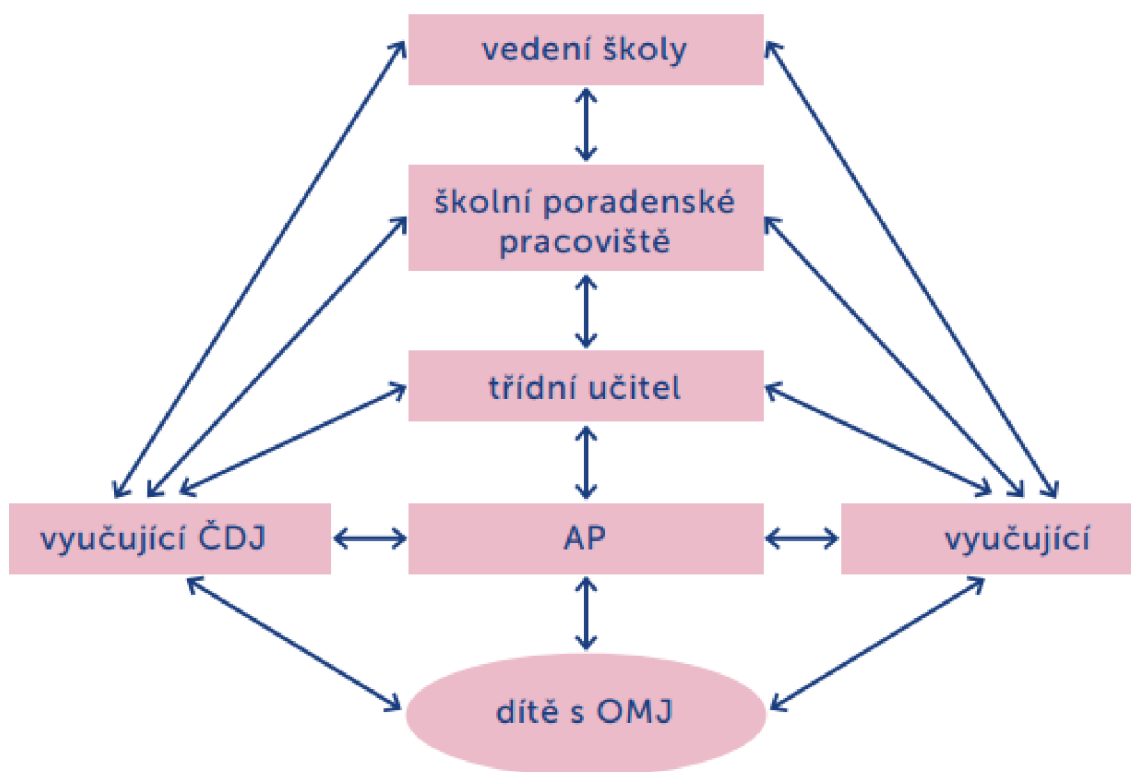 vedení školy
školní poradenské
pracoviště
třídní učitel
vyučující ČDJ
AP
vyučující
dítě s OMJ